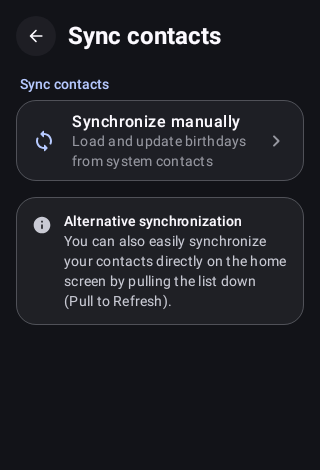 Sync contacts
Sync contacts
Synchronize manually
Load and update birthdays
from system contacts
Alternative synchronization
You can also easily synchronize
your contacts directly on the home
screen by pulling the list down
(Pull to Refresh).